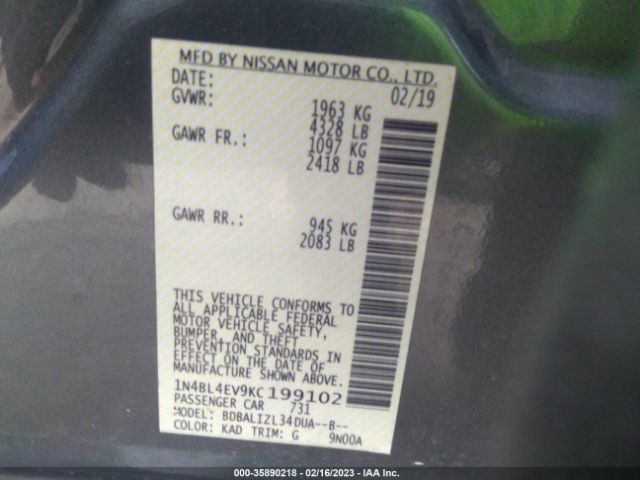 MFD BY NISSAN MOTOR CO., LTD.
DATE: 02/19
GVWR: 1963 KG
4328 LB
GAWR FR.: 1097 KG
2418 LB
GAWR RR.: 945 KG
2083 LB
THIS VEHICLE CONFORMS TO
ALL APPLICABLE FEDERAL
MOTOR VEHICLE SAFETY,
BUMPER, AND THEFT
PREVENTION STANDARDS IN
EFFECT ON THE DATE OF
MANUFACTURE SHOWN ABOVE.
1N4BL4EV9KC199102
PASSENGER CAR 731
MODEL: BDBALIZL34DUA--B--
COLOR: KAD TRIM: G 9N00A
000-35890218 - 02/16/2023 - IAA Inc.